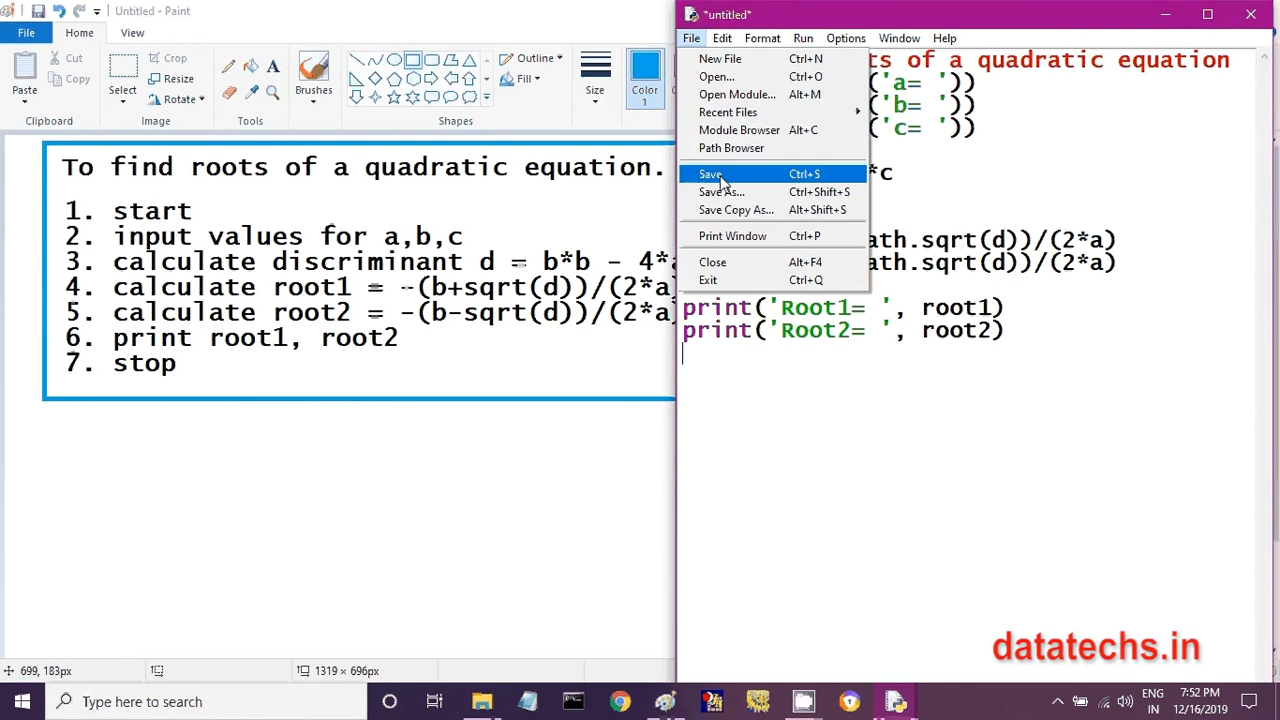 Untitled - Paint
File
Home
View
Paste
Cut
Copy
Clipboard
Select
Crop
Resize
Rotate
Image
A
Tools
Brushes
Outline
Fill
Shapes
Size
Color
1
To find roots of a quadratic equation.
1. start
2. input values for a,b,c
3. calculate discriminant d = b*b - 4*a
4. calculate root1 = -(b+sqrt(d))/(2*a)
5. calculate root2 = -(b-sqrt(d))/(2*a)
6. print root1, root2
7. stop
699, 183px
1319 × 696px
*untitled*
File Edit Format Run Options Window Help
New File Ctrl+N
Open... Ctrl+O
Open Module... Alt+M
Recent Files
Module Browser Alt+C
Path Browser
Save Ctrl+S
Save As... Ctrl+Shift+S
Save Copy As... Alt+Shift+S
Print Window Ctrl+P
Close Alt+F4
Exit Ctrl+Q
ts of a quadratic equation
('a= '))
('b= '))
('c= '))
*c
ath.sqrt(d))/(2*a)
ath.sqrt(d))/(2*a)
print('Root1= ', root1)
print('Root2= ', root2)
datatechs.in
Type here to search
ENG
IN
7:52 PM
12/16/2019